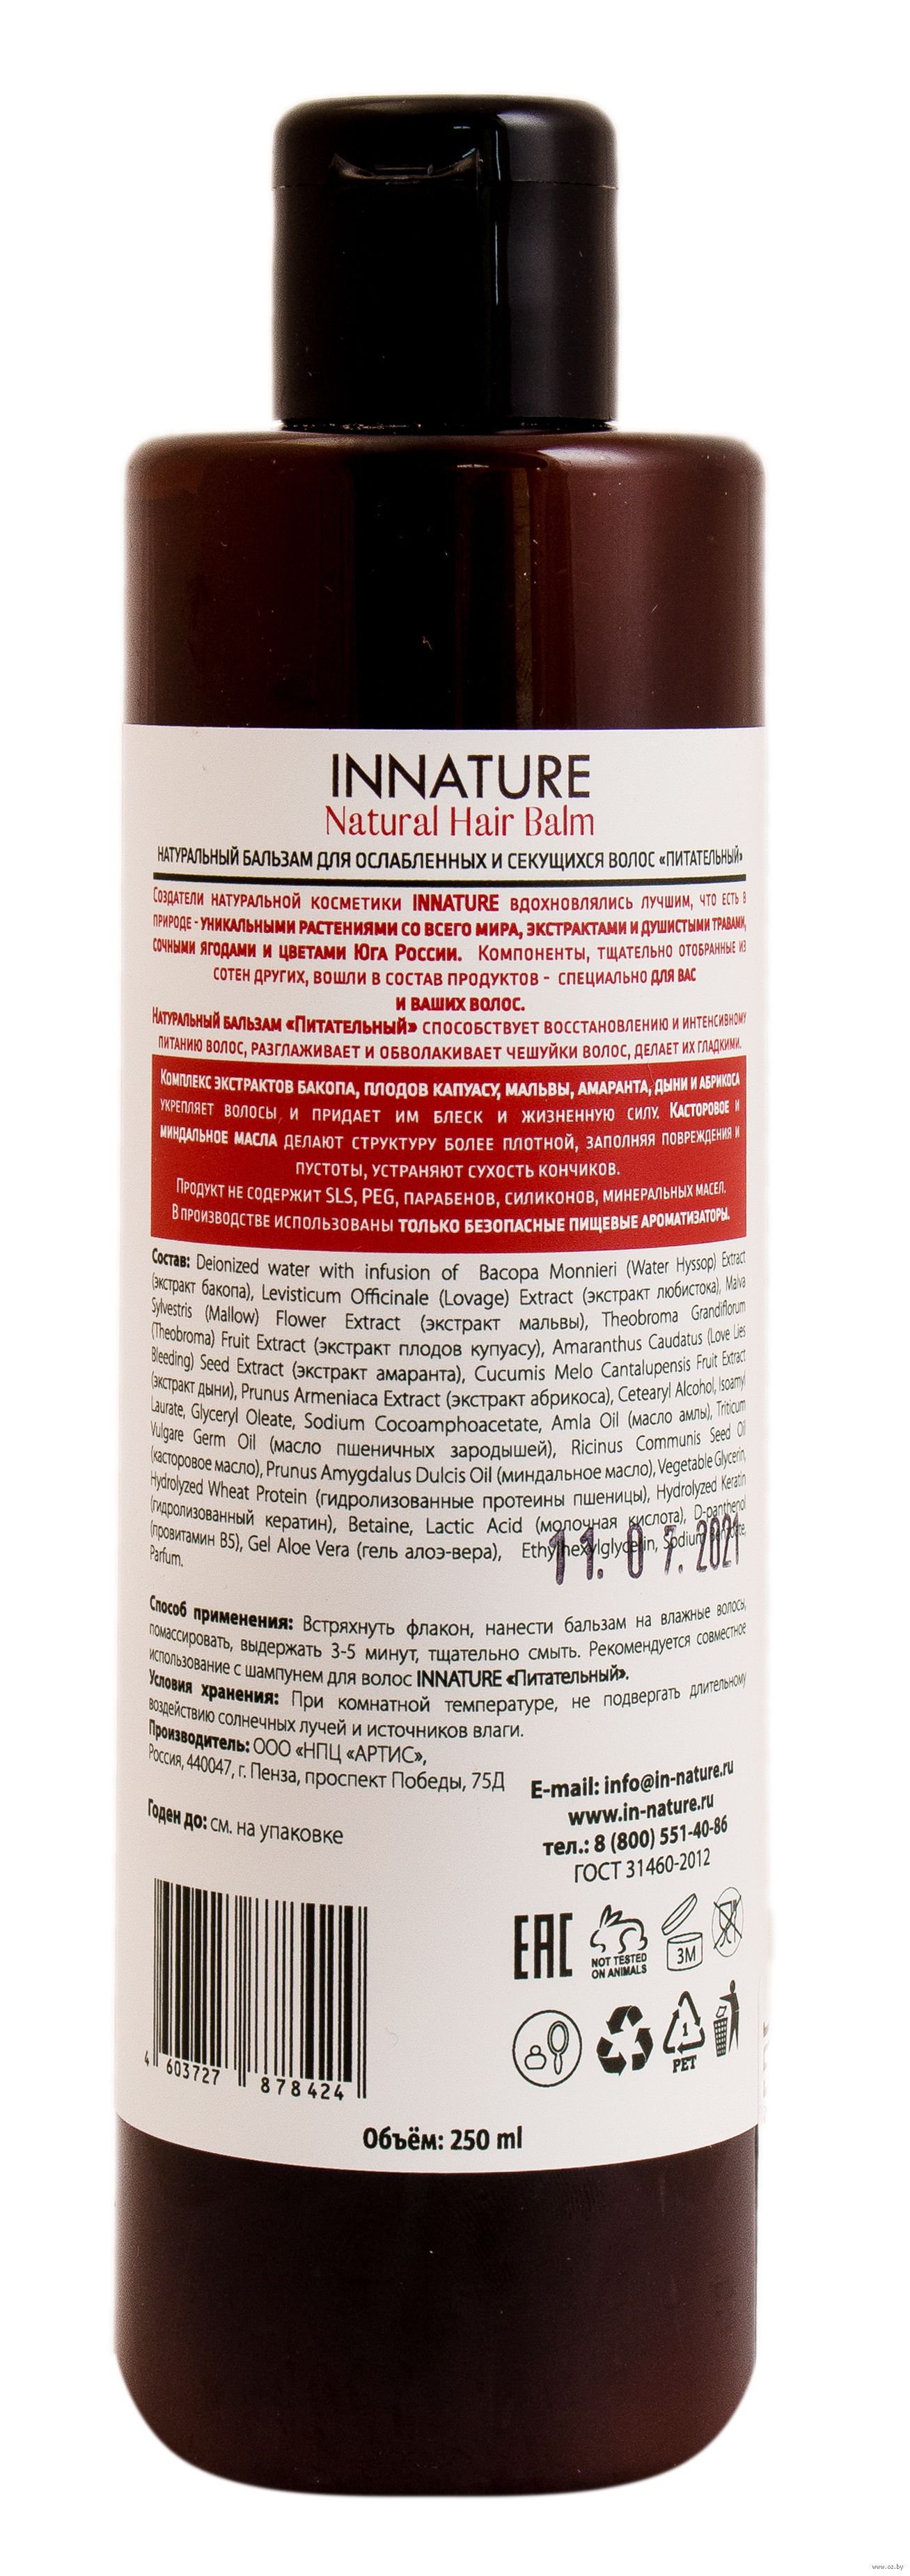 INNATURE
Natural Hair Balm
НАТУРАЛЬНЫЙ БАЛЬЗАМ ДЛЯ ОСЛАБЛЕННЫХ И СЕКУЩИХСЯ ВОЛОС «ПИТАТЕЛЬНЫЙ»
Создатели натуральной косметики INNATURE вдохновлялись лучшим, что есть в
природе - уникальными растениями со всего мира, экстрактами и душистыми травами,
сочными ягодами и цветами Юга России. Компоненты, тщательно отобранные из
сотен других, вошли в состав продуктов - специально для вас
и ваших волос.
Натуральный бальзам «Питательный» способствует восстановлению и интенсивному
питанию волос, разглаживает и обволакивает чешуйки волос, делает их гладкими.
Комплекс экстрактов бакопа, плодов капуасу, мальвы, амаранта, дыни и абрикоса
укрепляет волосы и придает им блеск и жизненную силу. Касторовое и
миндальное масла делают структуру более плотной, заполняя повреждения и
пустоты, устраняют сухость кончиков.
Продукт не содержит SLS, PEG, парабенов, силиконов, минеральных масел.
В производстве использованы только безопасные пищевые ароматизаторы.
Состав: Deionized water with infusion of Bacopa Monnieri (Water Hyssop) Extract
(экстракт бакопа), Levisticum Officinale (Lovage) Extract (экстракт любистока), Malva
Sylvestris (Mallow) Flower Extract (экстракт мальвы), Theobroma Grandiflorum
(Theobroma) Fruit Extract (экстракт плодов купуасу), Amaranthus Caudatus (Love Lies
Bleeding) Seed Extract (экстракт амаранта), Cucumis Melo Cantalupensis Fruit Extract
(экстракт дыни), Prunus Armeniaca Extract (экстракт абрикоса), Cetearyl Alcohol, Isoamyl
Laurate, Glyceryl Oleate, Sodium Cocoamphoacetate, Amla Oil (масло амлы), Triticum
Vulgare Germ Oil (масло пшеничных зародышей), Ricinus Communis Seed Oil
(касторовое масло), Prunus Amygdalus Dulcis Oil (миндальное масло), Vegetable Glycerin,
Hydrolyzed Wheat Protein (гидролизованные протеины пшеницы), Hydrolyzed Keratin
(гидролизованный кератин), Betaine, Lactic Acid (молочная кислота), D-panthenol
(провитамин B5), Gel Aloe Vera (гель алоэ-вера), Ethylhexylglycerin, Sodium Benzoate,
Parfum.
11. 0 7. 2021
Способ применения: Встряхнуть флакон, нанести бальзам на влажные волосы,
помассировать, выдержать 3-5 минут, тщательно смыть. Рекомендуется совместное
использование с шампунем для волос INNATURE «Питательный».
Условия хранения: При комнатной температуре, не подвергать длительному
воздействию солнечных лучей и источников влаги.
Производитель: ООО «НПЦ «АРТИС»,
Россия, 440047, г. Пенза, проспект Победы, 75Д
E-mail: info@in-nature.ru
www.in-nature.ru
тел.: 8 (800) 551-40-86
ГОСТ 31460-2012
Годен до: см. на упаковке
EAC
NOT TESTED
ON ANIMALS
3M
1
PET
4 603727 878424
Объём: 250 ml
www.oz.by